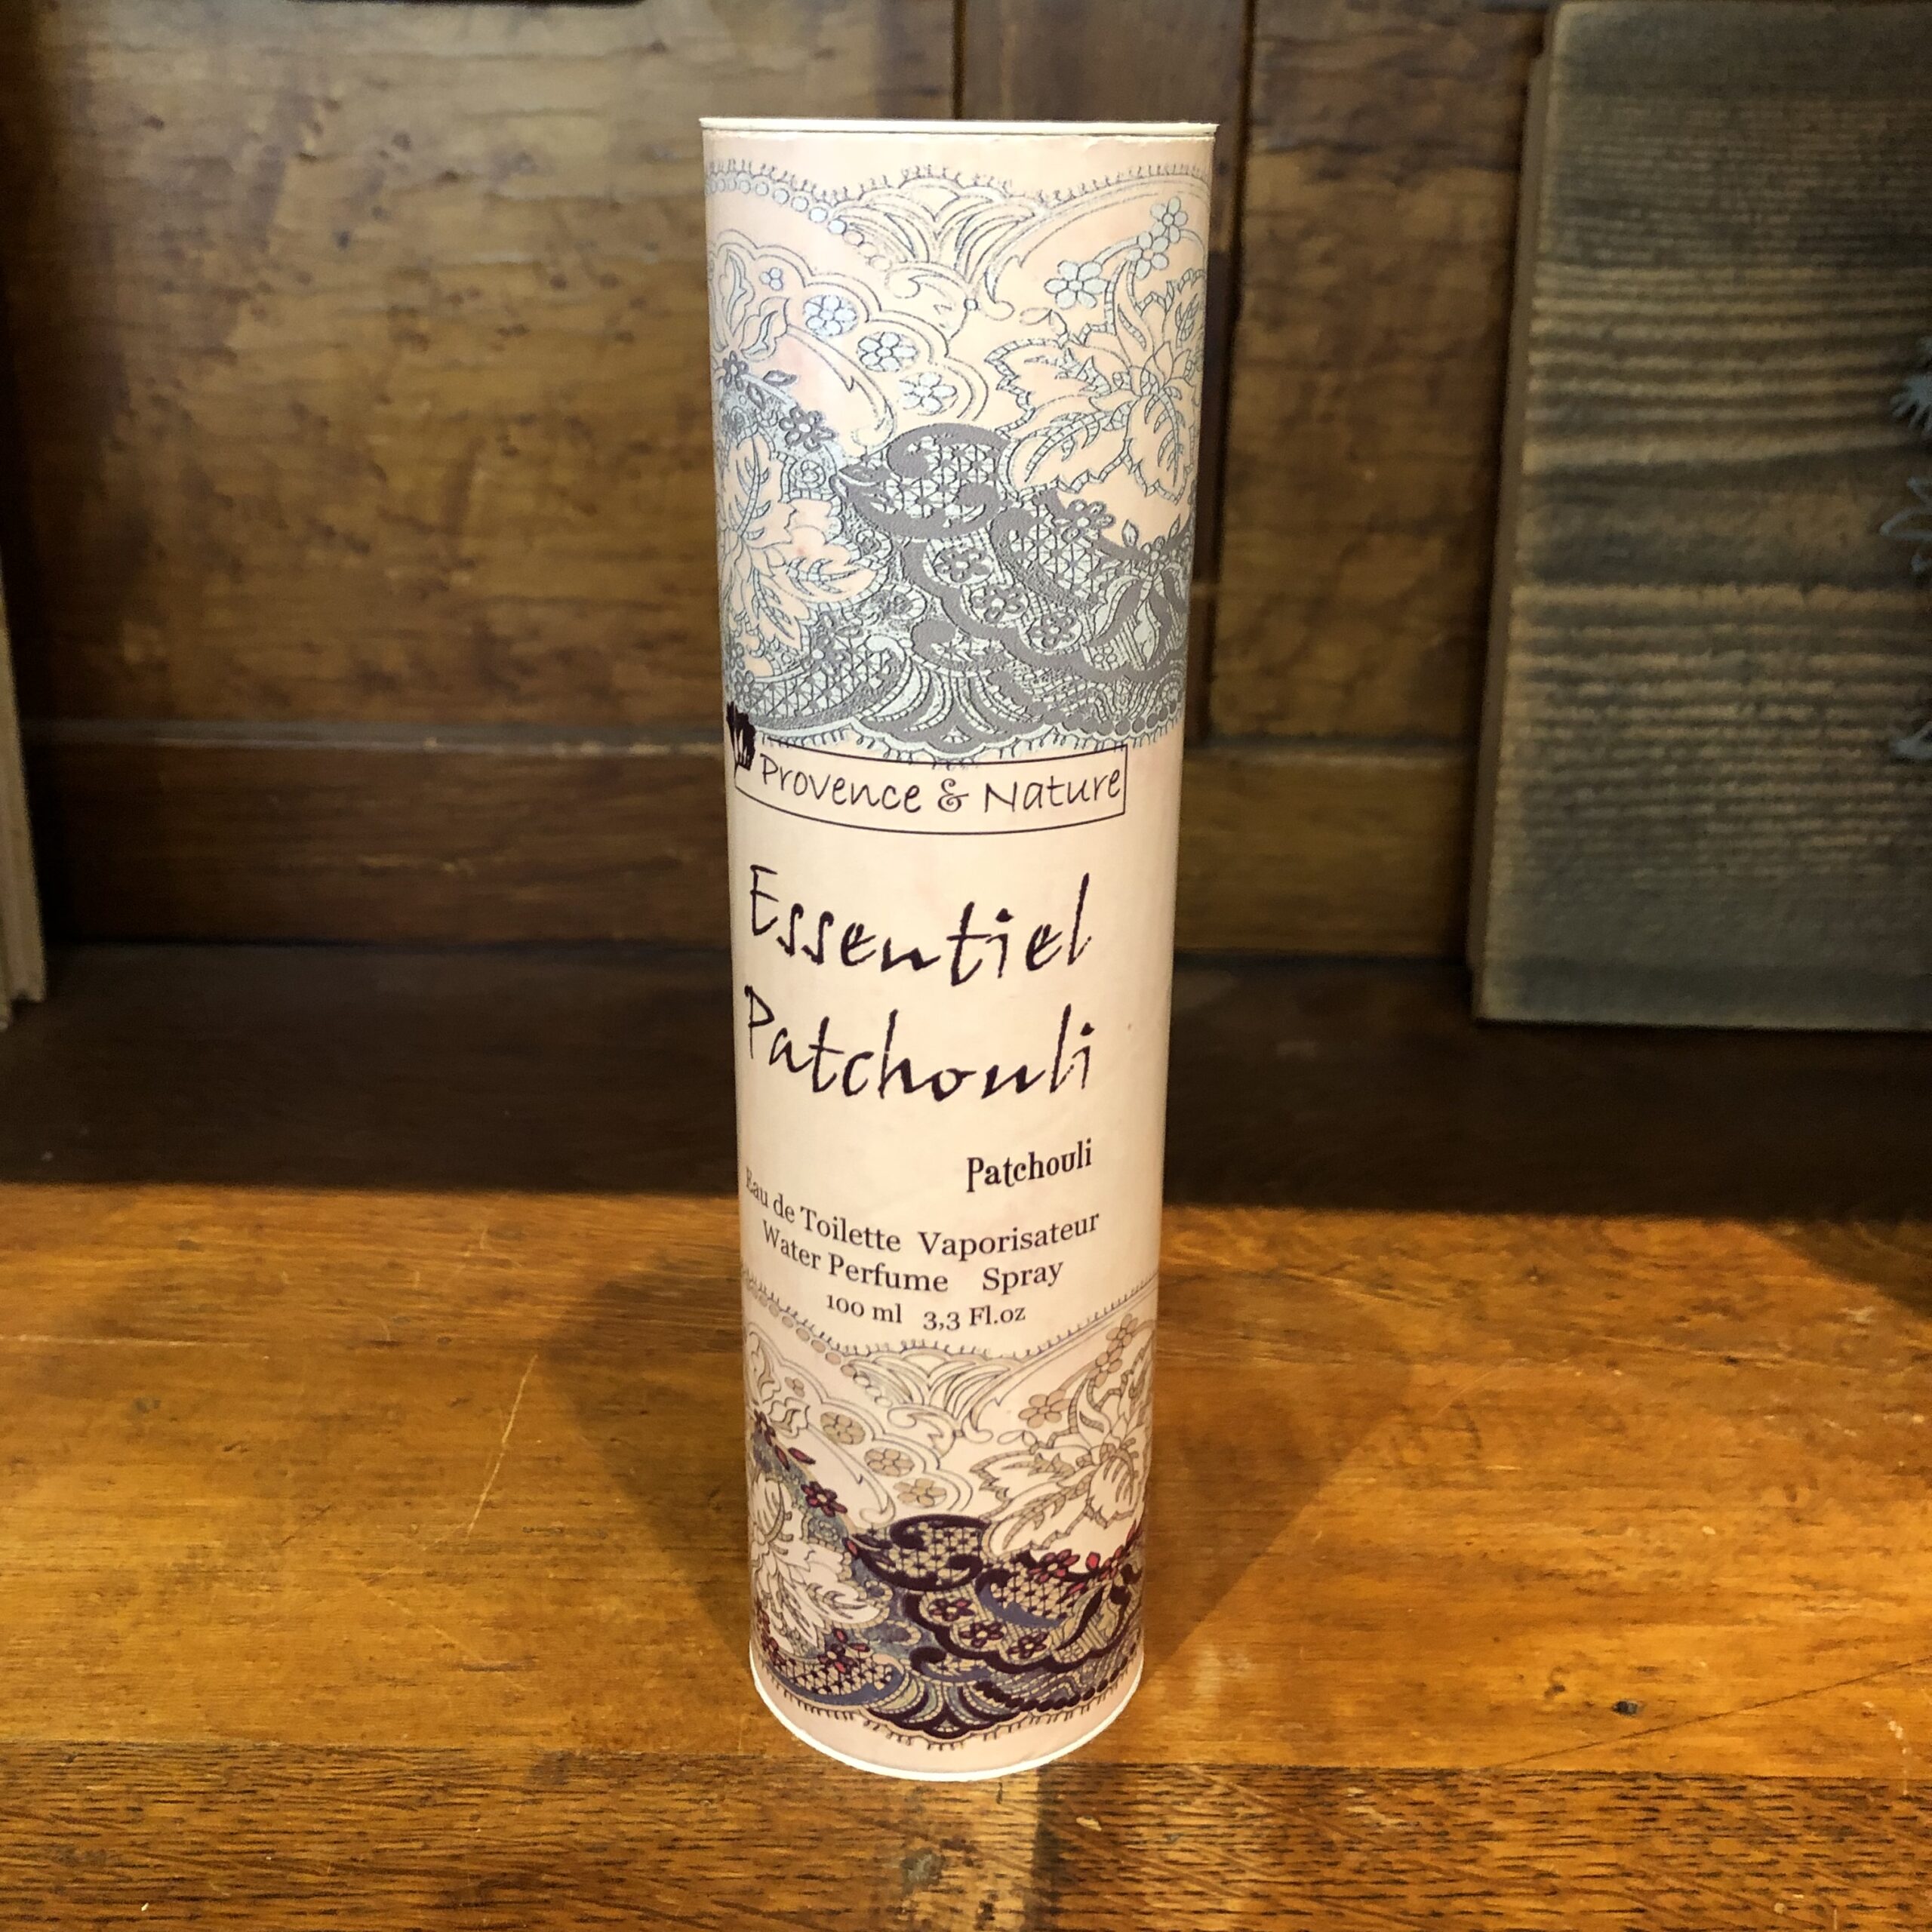 Provence & Nature
Essentiel
Patchouli
Patchouli
Eau de Toilette Vaporisateur
Water Perfume Spray
100 ml 3,3 Fl.oz